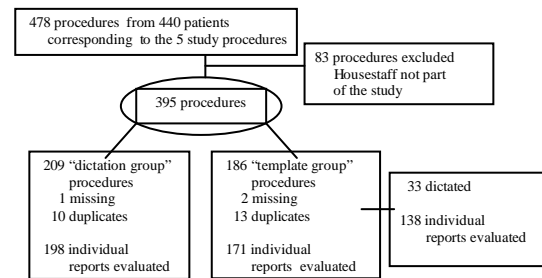 478 procedures from 440 patients
corresponding to the 5 study procedures
83 procedures excluded
Housestaff not part
of the study
395 procedures
209 “dictation group”
procedures
1 missing
10 duplicates
198 individual
reports evaluated
186 “template group”
procedures
2 missing
13 duplicates
171 individual
reports evaluated
33 dictated
138 individual
reports evaluated